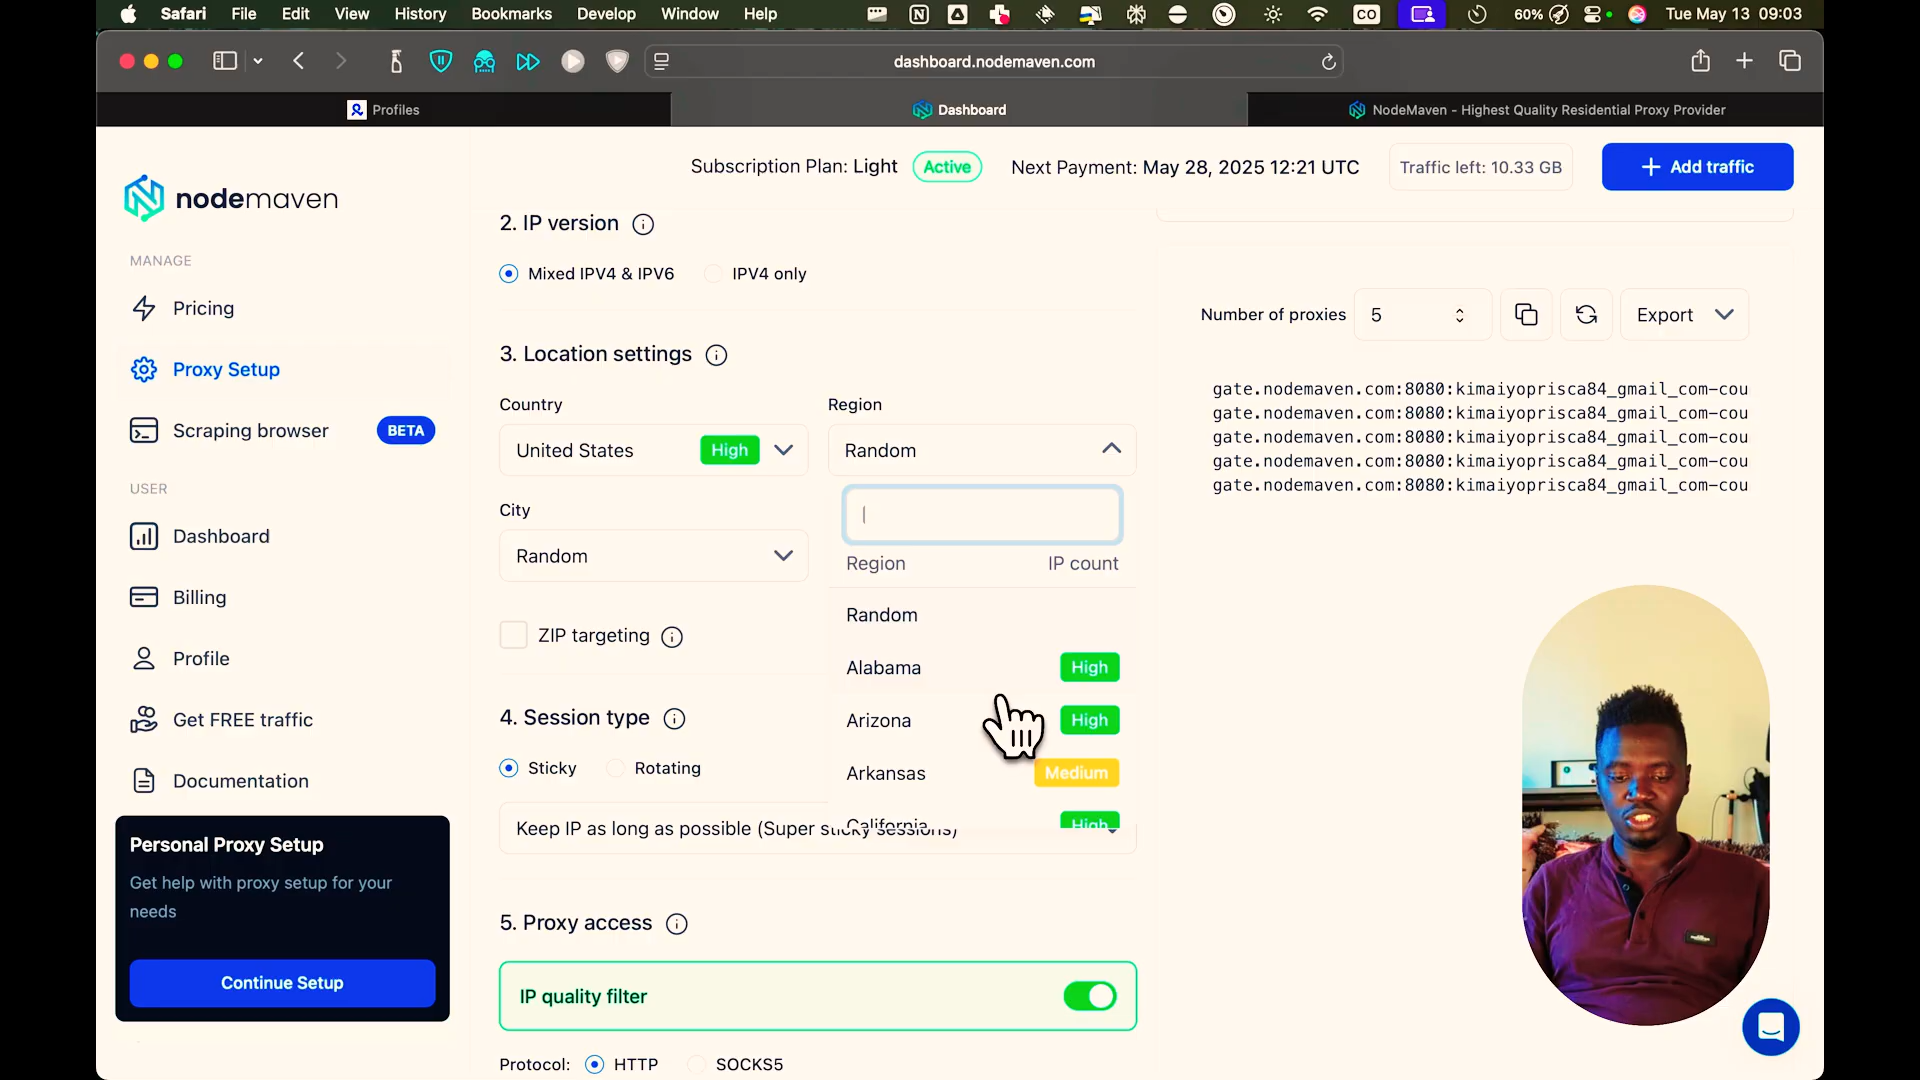 Safari File Edit View History Bookmarks Develop Window Help CO 60% Tue May 13 09:03
dashboard.nodemaven.com
Profiles
Dashboard
NodeMaven - Highest Quality Residential Proxy Provider
nodemaven
Subscription Plan: Light Active Next Payment: May 28, 2025 12:21 UTC Traffic left: 10.33 GB + Add traffic
MANAGE
Pricing
Proxy Setup
Scraping browser BETA
USER
Dashboard
Billing
Profile
Get FREE traffic
Documentation
Personal Proxy Setup
Get help with proxy setup for your
needs
Continue Setup
2. IP version
Mixed IPV4 & IPV6 IPV4 only
3. Location settings
Country Region
United States High Random
City
Random
Region IP count
Random
Alabama High
Arizona High
Arkansas Medium
California High
ZIP targeting
4. Session type
Sticky Rotating
Keep IP as long as possible (Super sticky sessions)
5. Proxy access
IP quality filter
Protocol: HTTP SOCKS5
Number of proxies 5 Export
gate.nodemaven.com:8080:kimaiyoprisca84_gmail_com-cou
gate.nodemaven.com:8080:kimaiyoprisca84_gmail_com-cou
gate.nodemaven.com:8080:kimaiyoprisca84_gmail_com-cou
gate.nodemaven.com:8080:kimaiyoprisca84_gmail_com-cou
gate.nodemaven.com:8080:kimaiyoprisca84_gmail_com-cou